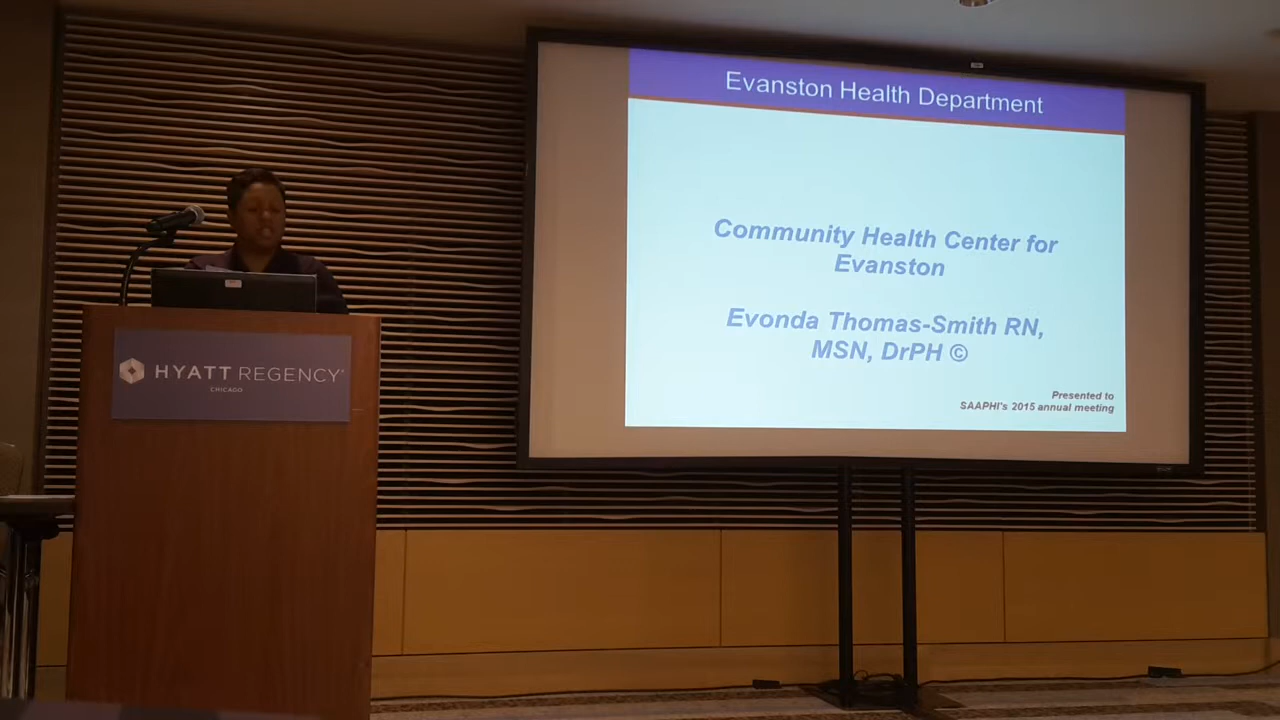 Evanston Health Department
Community Health Center for
Evanston
Evonda Thomas-Smith RN,
MSN, DrPH ©
Presented to
SAAPHI's 2015 annual meeting
HYATT REGENCY
CHICAGO